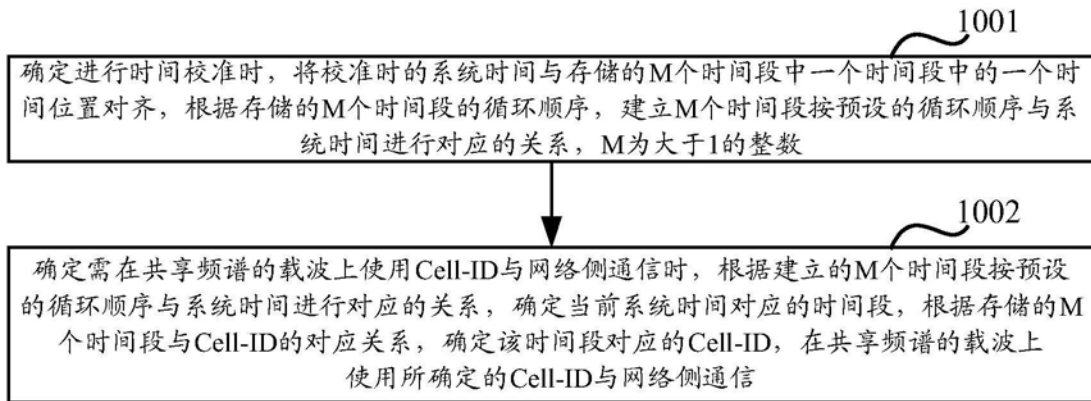 1001
确定进行时间校准时，将校准时的系统时间与存储的M个时间段中一个时间段中的一个时
间位置对齐，根据存储的M个时间段的循环顺序，建立M个时间段按预设的循环顺序与系
统时间进行对应的关系，M为大于1的整数
1002
确定需在共享频谱的载波上使用Cell-ID与网络侧通信时，根据建立的M个时间段按预设
的循环顺序与系统时间进行对应的关系，确定当前系统时间对应的时间段，根据存储的M
个时间段与Cell-ID的对应关系，确定该时间段对应的Cell-ID，在共享频谱的载波上
使用所确定的Cell-ID与网络侧通信